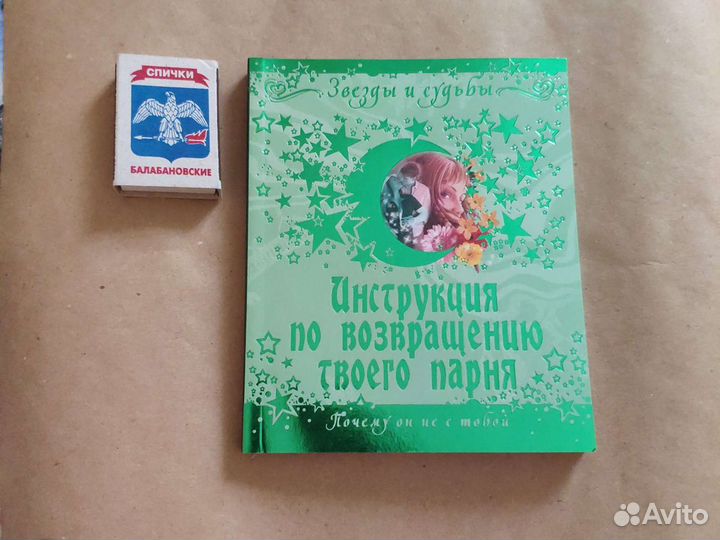 СПИЧКИ
БАЛАБАНОВСКИЕ
Звезды и судьбы
Инструкция
по возвращению
твоего парня
Почему он не с тобой
Avito